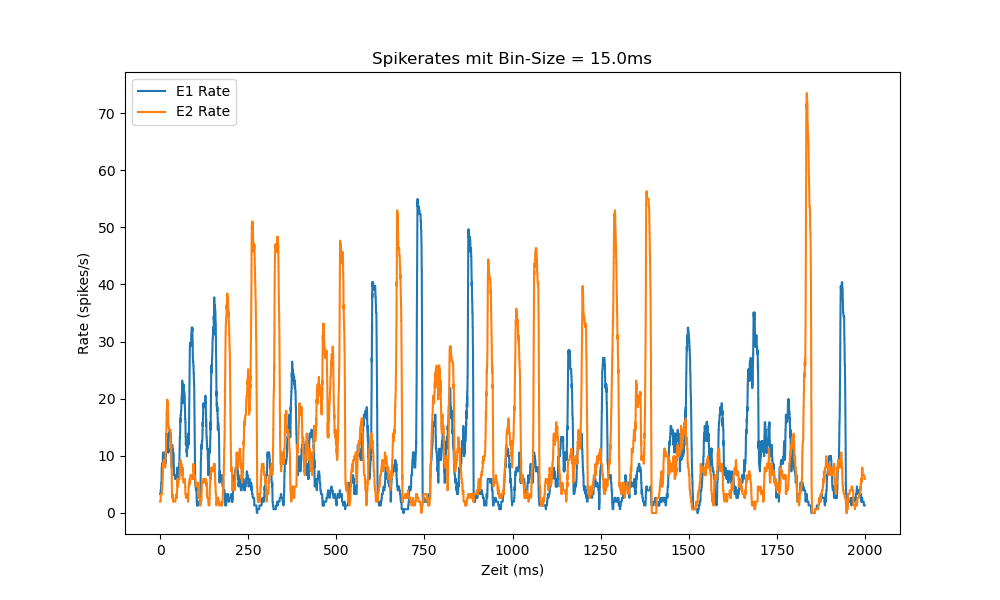 Spikerates mit Bin-Size = 15.0ms
E1 Rate
E2 Rate
70
60
50
40
30
20
10
0
Rate (spikes/s)
0 250 500 750 1000 1250 1500 1750 2000
Zeit (ms)